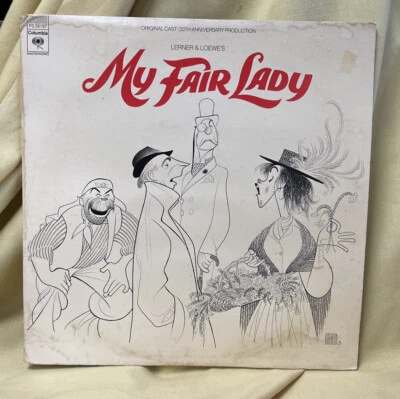 ORIGINAL CAST · 20TH ANNIVERSARY PRODUCTION
Columbia
LERNER & LOEWE'S
MY FAIR LADY